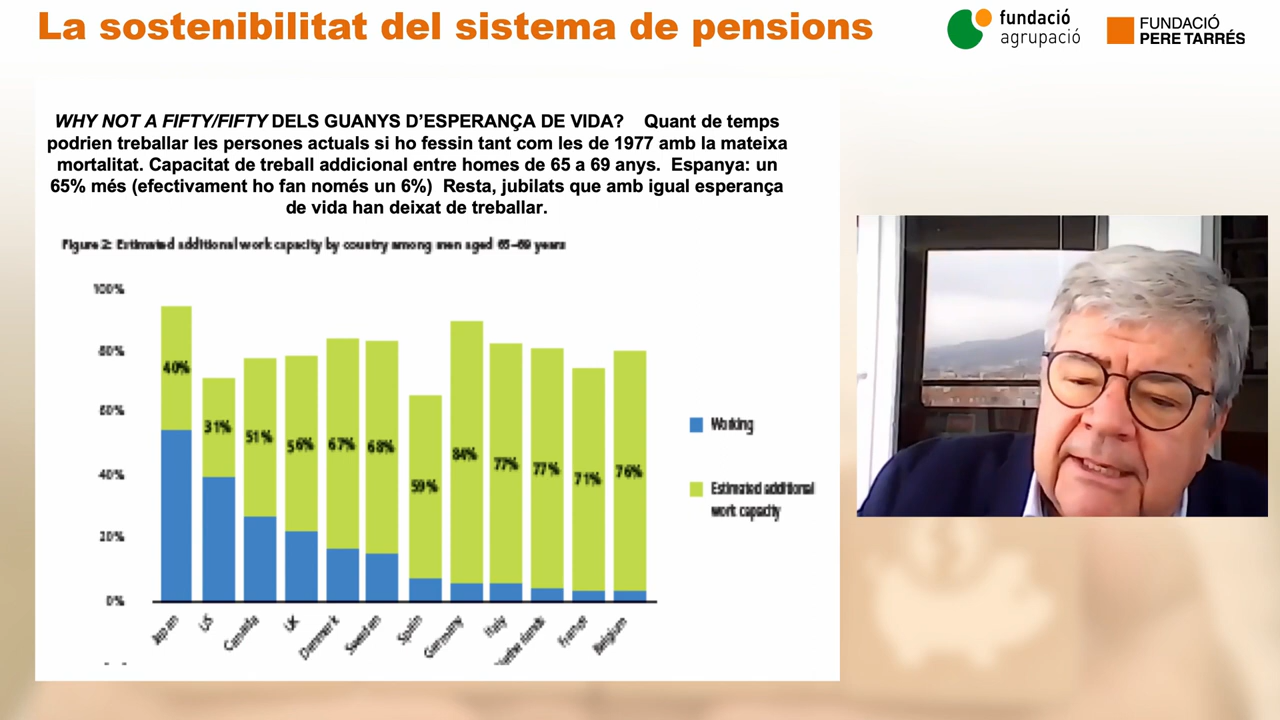 La sostenibilitat del sistema de pensions
fundació
agrupació
FUNDACIÓ
PERE TARRÉS
WHY NOT A FIFTY/FIFTY DELS GUANYS D'ESPERANÇA DE VIDA? Quant de temps
podrien treballar les persones actuals si ho fessin tant com les de 1977 amb la mateixa
mortalitat. Capacitat de treball addicional entre homes de 65 a 69 anys. Espanya: un
65% més (efectivament ho fan només un 6%) Resta, jubilats que amb igual esperança
de vida han deixat de treballar.
Figure 2: Estimated additional work capacity by country among men aged 65–69 years
100%
80%
60%
40%
20%
0%
40%
31%
51%
56%
67%
68%
59%
84%
77%
77%
71%
76%
Japan
US
Canada
UK
Denmark
Sweden
Spain
Germany
Italy
France
Belgium
Working
Estimated additional
work capacity